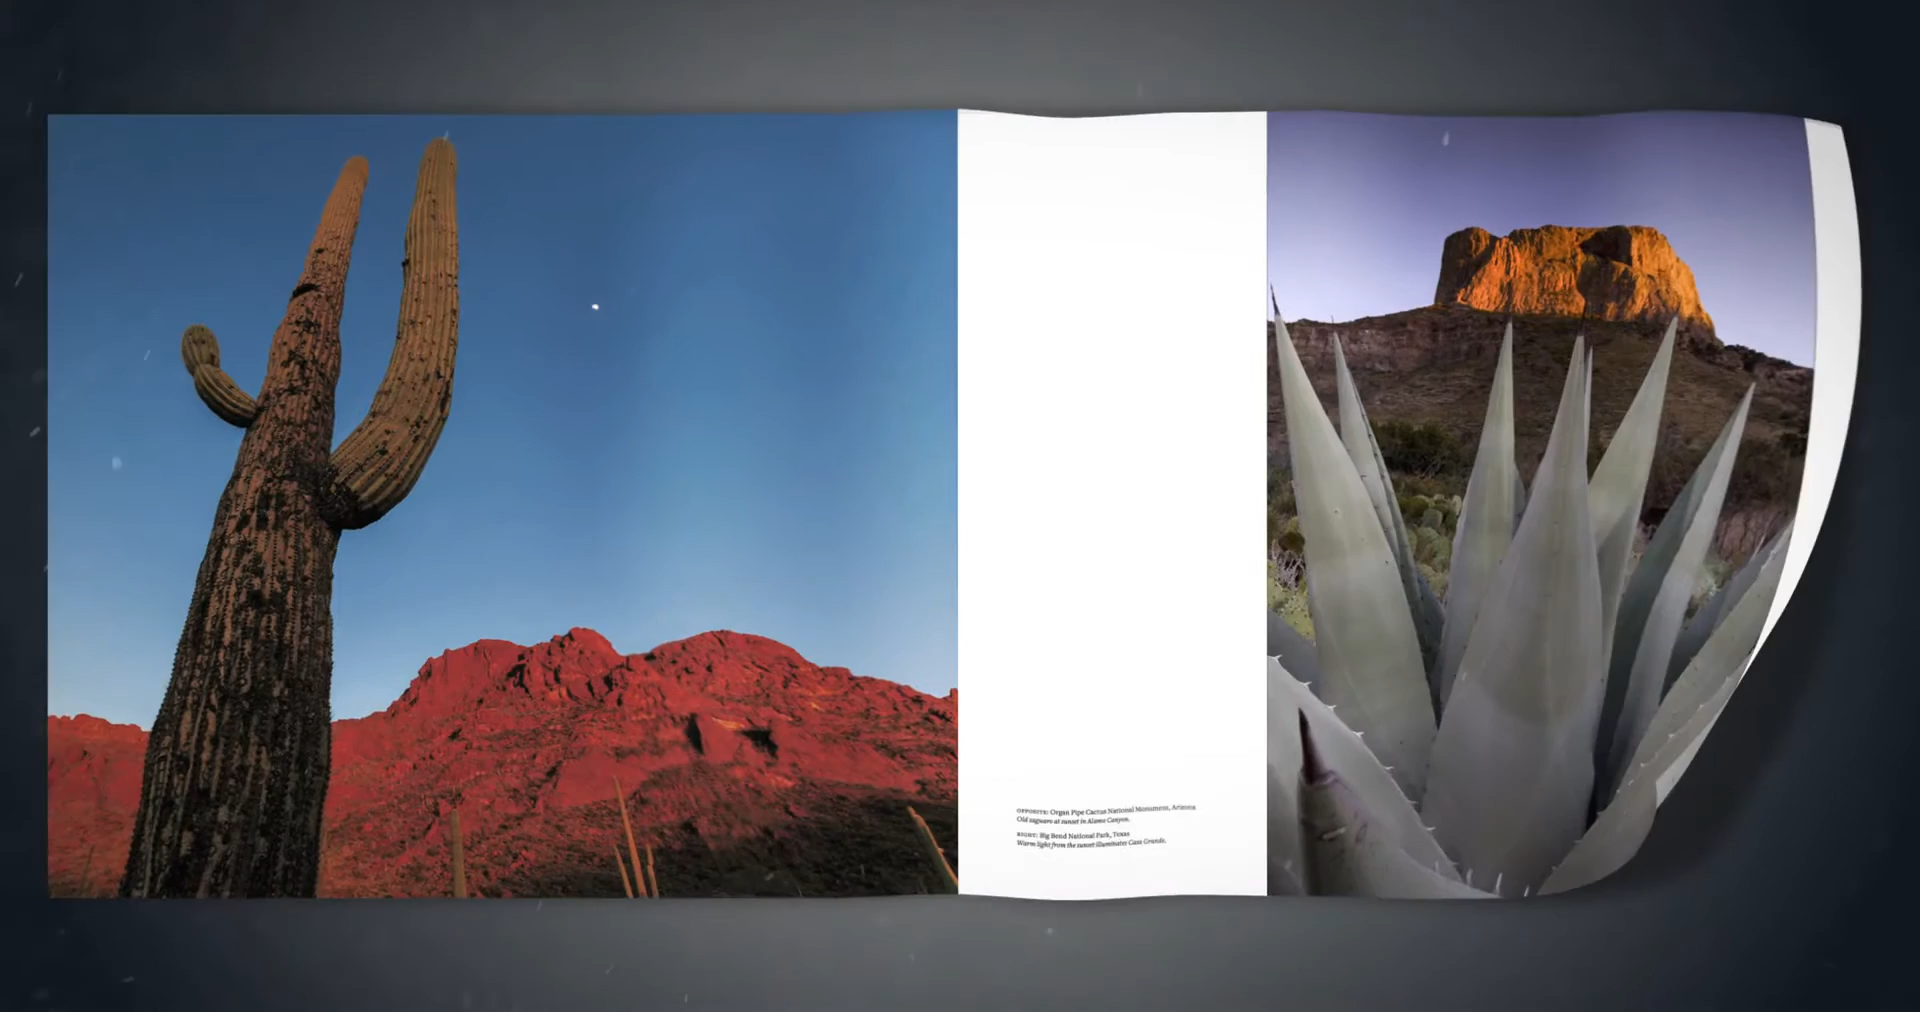 OPPOSITE: Organ Pipe Cactus National Monument, Arizona
Old saguaro at sunset in Alamo Canyon.
RIGHT: Big Bend National Park, Texas
Warm light from the sunset illuminates Casa Grande.